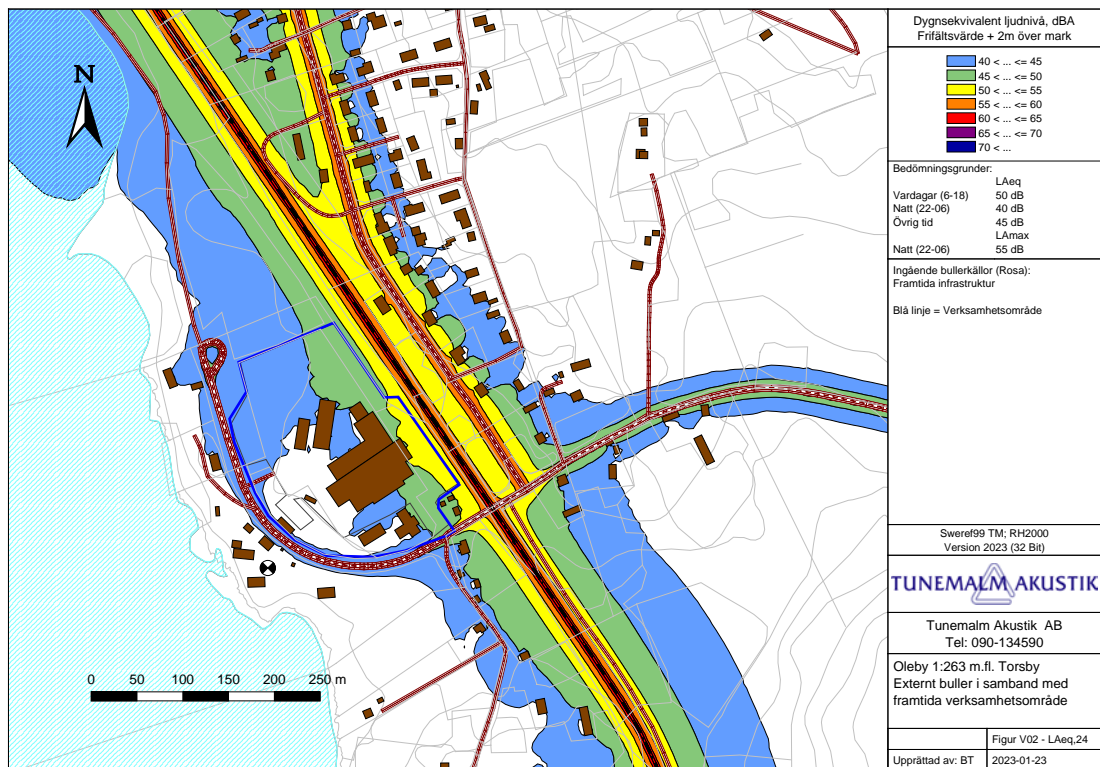 N
0 50 100 150 200 250 m
Dygnsekvivalent ljudnivå, dBA
Frifältsvärde + 2m över mark
40 < ... <= 45
45 < ... <= 50
50 < ... <= 55
55 < ... <= 60
60 < ... <= 65
65 < ... <= 70
70 < ...
Bedömningsgrunder:
LAeq
Vardagar (6-18) 50 dB
Natt (22-06) 40 dB
Övrig tid 45 dB
LAmax
Natt (22-06) 55 dB
Ingående bullerkällor (Rosa):
Framtida infrastruktur
Blå linje = Verksamhetsområde
Sweref99 TM; RH2000
Version 2023 (32 Bit)
TUNEMALM AKUSTIK
Tunemalm Akustik AB
Tel: 090-134590
Oleby 1:263 m.fl. Torsby
Externt buller i samband med
framtida verksamhetsområde
Figur V02 - LAeq,24
Upprättad av: BT 2023-01-23